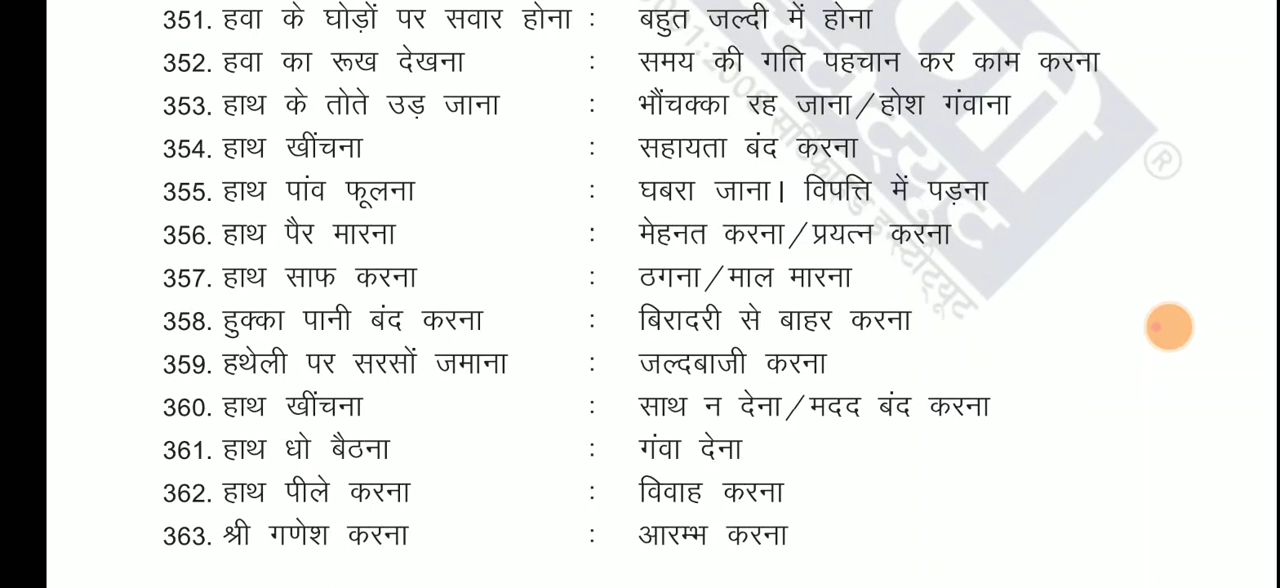 351. हवा के घोड़ों पर सवार होना : बहुत जल्दी में होना
352. हवा का रूख देखना : समय की गति पहचान कर काम करना
353. हाथ के तोते उड़ जाना : भौंचक्का रह जाना/होश गंवाना
354. हाथ खींचना : सहायता बंद करना
355. हाथ पांव फूलना : घबरा जाना। विपत्ति में पड़ना
356. हाथ पैर मारना : मेहनत करना/प्रयत्न करना
357. हाथ साफ करना : ठगना/माल मारना
358. हुक्का पानी बंद करना : बिरादरी से बाहर करना
359. हथेली पर सरसों जमाना : जल्दबाजी करना
360. हाथ खींचना : साथ न देना/मदद बंद करना
361. हाथ धो बैठना : गंवा देना
362. हाथ पीले करना : विवाह करना
363. श्री गणेश करना : आरम्भ करना
®